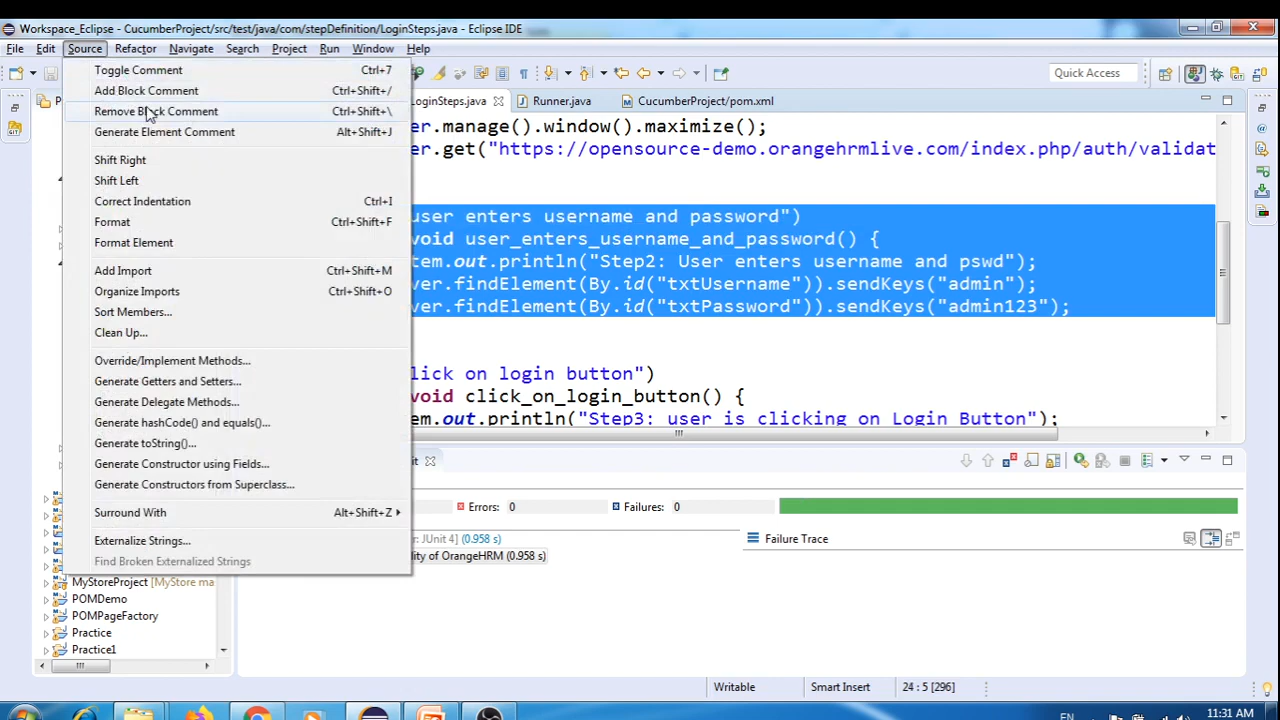 Workspace_Eclipse - CucumberProject/src/test/java/com/stepDefinition/LoginSteps.java - Eclipse IDE
File Edit Source Refactor Navigate Search Project Run Window Help
Quick Access
Toggle Comment Ctrl+7
Add Block Comment Ctrl+Shift+/
Remove Block Comment Ctrl+Shift+\
Generate Element Comment Alt+Shift+J
Shift Right
Shift Left
Correct Indentation Ctrl+I
Format Ctrl+Shift+F
Format Element
Add Import Ctrl+Shift+M
Organize Imports Ctrl+Shift+O
Sort Members...
Clean Up...
Override/Implement Methods...
Generate Getters and Setters...
Generate Delegate Methods...
Generate hashCode() and equals()...
Generate toString()...
Generate Constructor using Fields...
Generate Constructors from Superclass...
Surround With Alt+Shift+Z
Externalize Strings...
Find Broken Externalized Strings
P
MyStoreProject [MyStore ma
POMDemo
POMPageFactory
Practice
Practice1
LoginSteps.java Runner.java CucumberProject/pom.xml
er.manage().window().maximize();
er.get("https://opensource-demo.orangehrmlive.com/index.php/auth/validat
user enters username and password")
void user_enters_username_and_password() {
tem.out.println("Step2: User enters username and pswd");
ver.findElement(By.id("txtUsername")).sendKeys("admin");
ver.findElement(By.id("txtPassword")).sendKeys("admin123");
lick on login button")
void click_on_login_button() {
tem.out.println("Step3: user is clicking on Login Button");
it
Errors: 0 Failures: 0
r: JUnit 4] (0.958 s)
lity of OrangeHRM (0.958 s)
Failure Trace
Writable Smart Insert 24 : 5 [296]
EN 11:31 AM